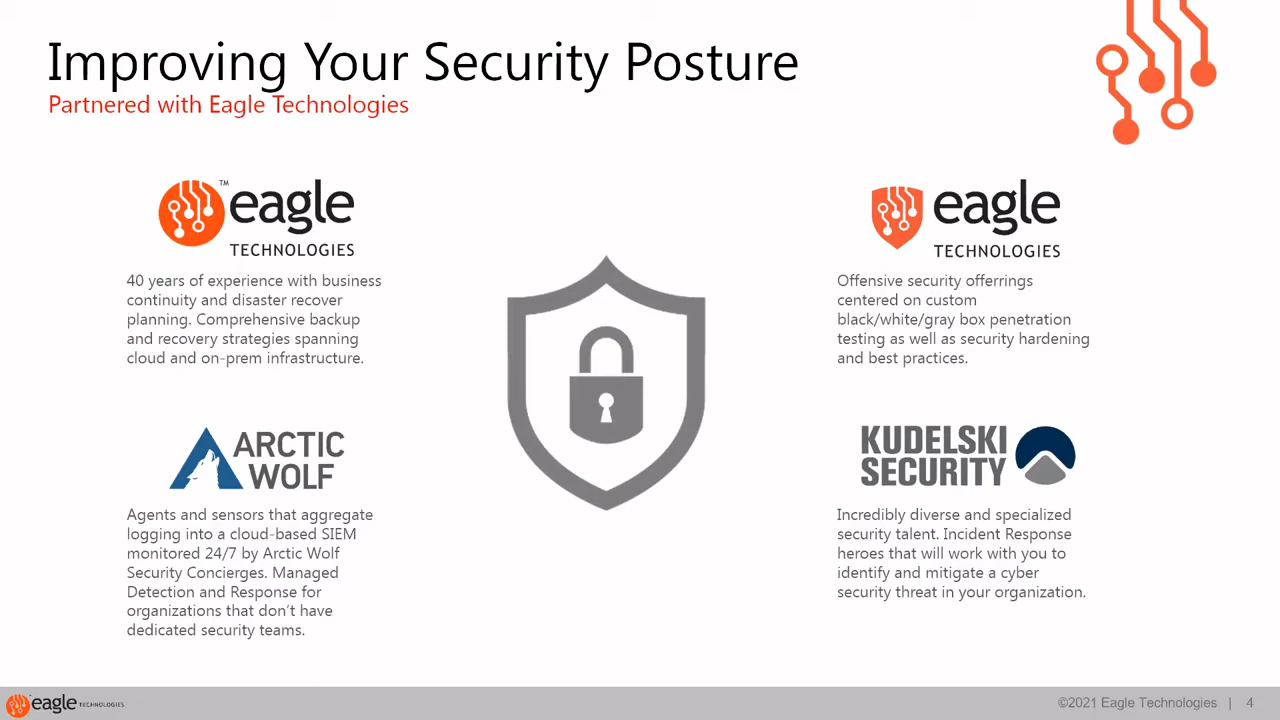 Improving Your Security Posture
Partnered with Eagle Technologies
eagle™
TECHNOLOGIES
40 years of experience with business
continuity and disaster recover
planning. Comprehensive backup
and recovery strategies spanning
cloud and on-prem infrastructure.
eagle
TECHNOLOGIES
Offensive security offerrings
centered on custom
black/white/gray box penetration
testing as well as security hardening
and best practices.
ARCTIC
WOLF
Agents and sensors that aggregate
logging into a cloud-based SIEM
monitored 24/7 by Arctic Wolf
Security Concierges. Managed
Detection and Response for
organizations that don't have
dedicated security teams.
KUDELSKI
SECURITY
Incredibly diverse and specialized
security talent. Incident Response
heroes that will work with you to
identify and mitigate a cyber
security threat in your organization.
eagle TECHNOLOGIES
©2021 Eagle Technologies | 4